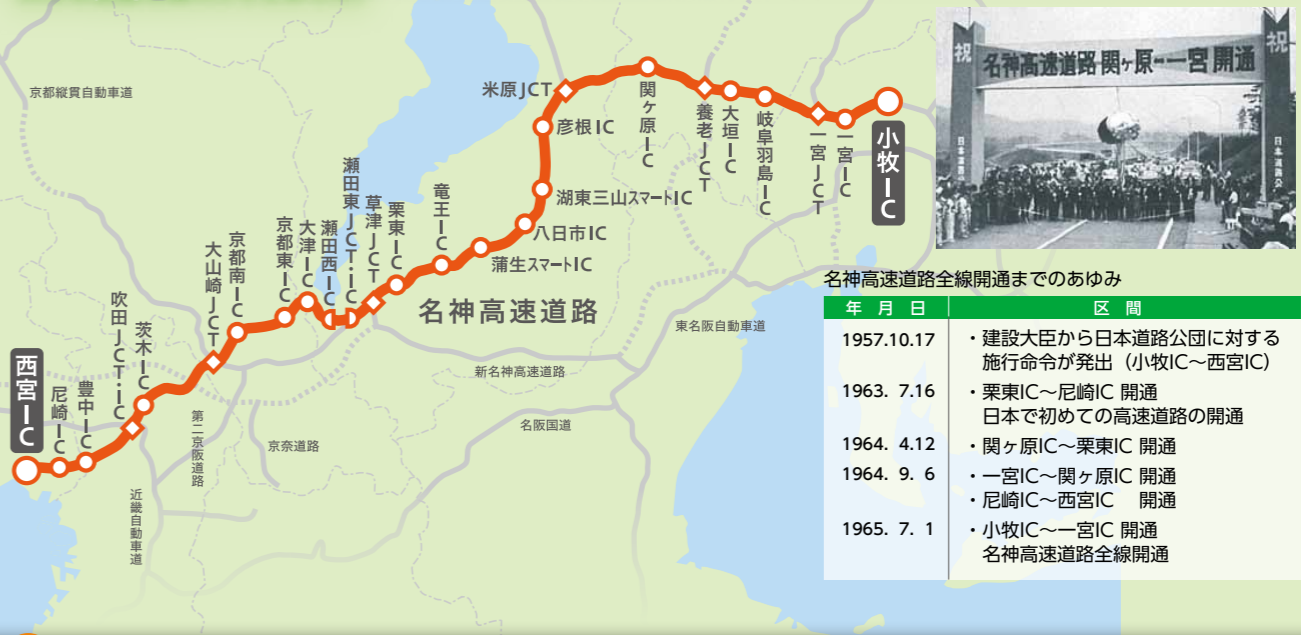 京都縦貫自動車道
米原JCT
関ヶ原IC
養老JCT
大垣IC
岐阜羽島IC
一宮JCT
一宮IC
小牧IC
彦根IC
湖東三山スマートIC
八日市IC
蒲生スマートIC
竜王IC
栗東IC
草津JCT
瀬田東JCT・IC
瀬田西IC
大津IC
京都東IC
京都南IC
大山崎JCT
茨木IC
吹田JCT・IC
豊中IC
尼崎IC
西宮IC
名神高速道路
新名神高速道路
東名阪自動車道
名阪国道
京奈道路
第二京阪道路
近畿自動車道
祝
名神高速道路 関ヶ原―一宮 開通
祝
名神高速道路全線開通までのあゆみ
年 月 日 区 間
1957.10.17 ・建設大臣から日本道路公団に対する
施行命令が発出（小牧IC～西宮IC）
1963. 7.16 ・栗東IC～尼崎IC 開通
日本で初めての高速道路の開通
1964. 4.12 ・関ヶ原IC～栗東IC 開通
1964. 9. 6 ・一宮IC～関ヶ原IC 開通
・尼崎IC～西宮IC 開通
1965. 7. 1 ・小牧IC～一宮IC 開通
名神高速道路全線開通